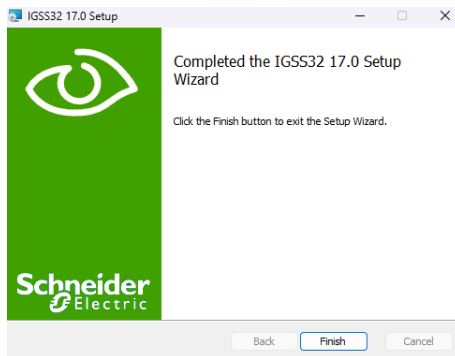 IGSS32 17.0 Setup
Completed the IGSS32 17.0 Setup
Wizard
Click the Finish button to exit the Setup Wizard.
Schneider
Electric
Back
Finish
Cancel